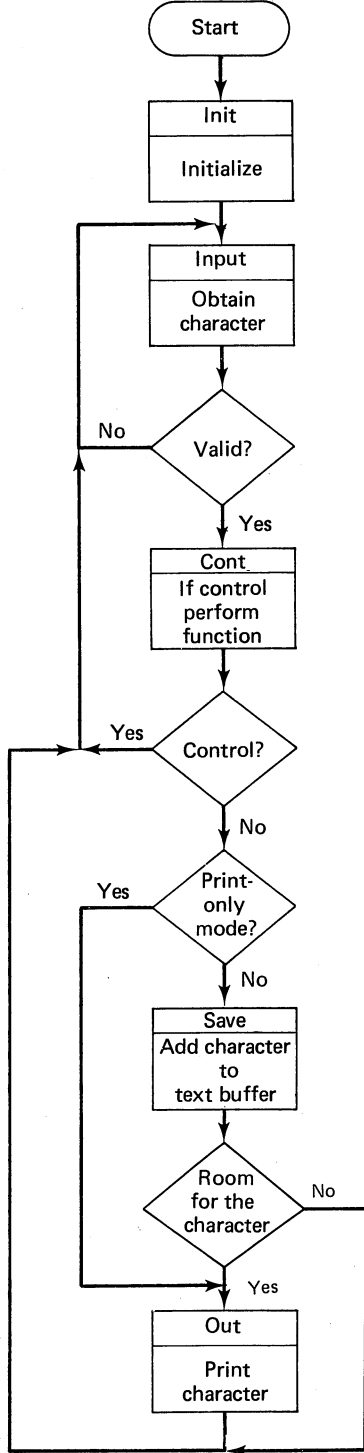 Start
Init
Initialize
Input
Obtain
character
No
Valid?
Yes
Cont
If control
perform
function
Yes
Control?
No
Yes
Print-
only
mode?
No
Save
Add character
to
text buffer
Room
for the
character
No
Yes
Out
Print
character